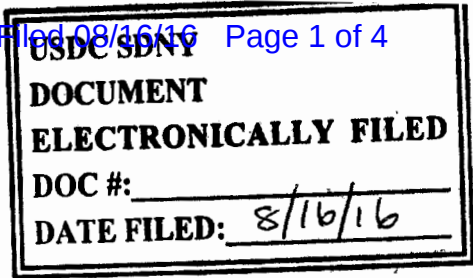 Filed 08/16/16 Page 1 of 4
USDC SDNY
DOCUMENT
ELECTRONICALLY FILED
DOC #:
DATE FILED: 8/16/16